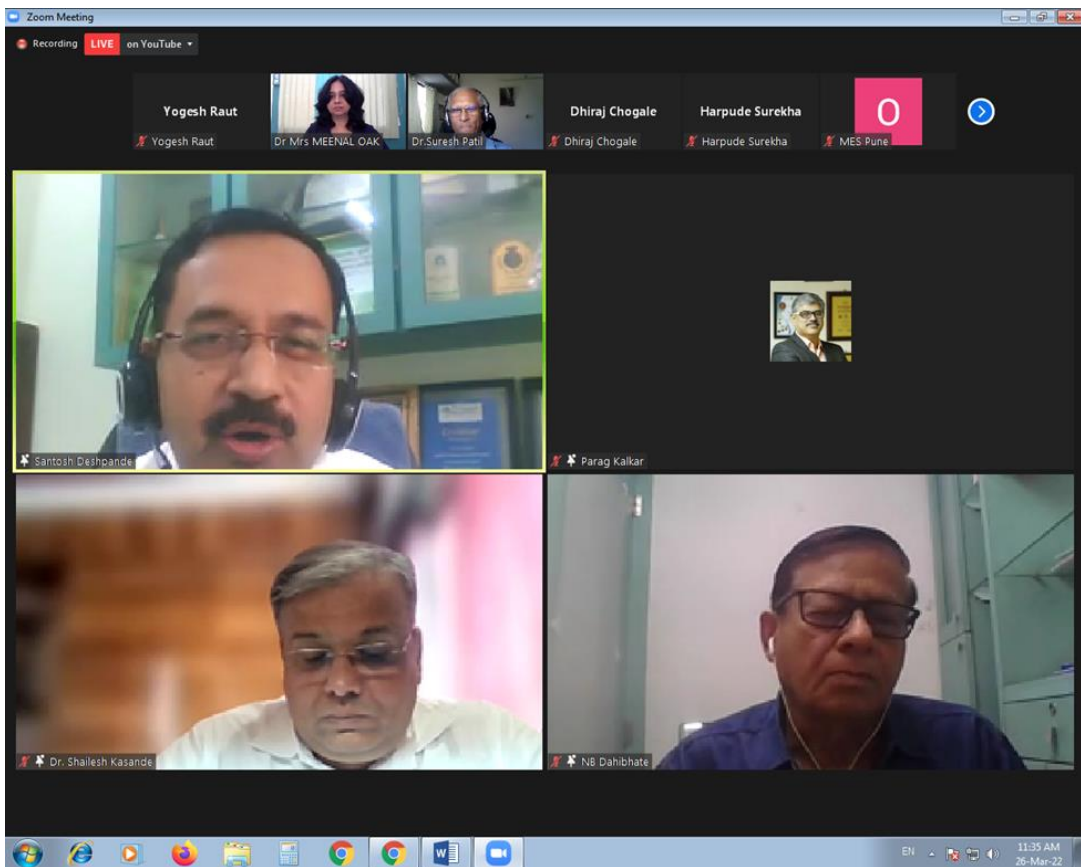 Zoom Meeting
Recording LIVE on YouTube
Yogesh Raut
Yogesh Raut
Dr Mrs MEENAL OAK
Dr.Suresh Patil
Dhiraj Chogale
Dhiraj Chogale
Harpude Surekha
Harpude Surekha
O
MES Pune
Santosh Deshpande
Parag Kalkar
Dr. Shailesh Kasande
NB Dahibhate
EN
11:35 AM
26-Mar-22